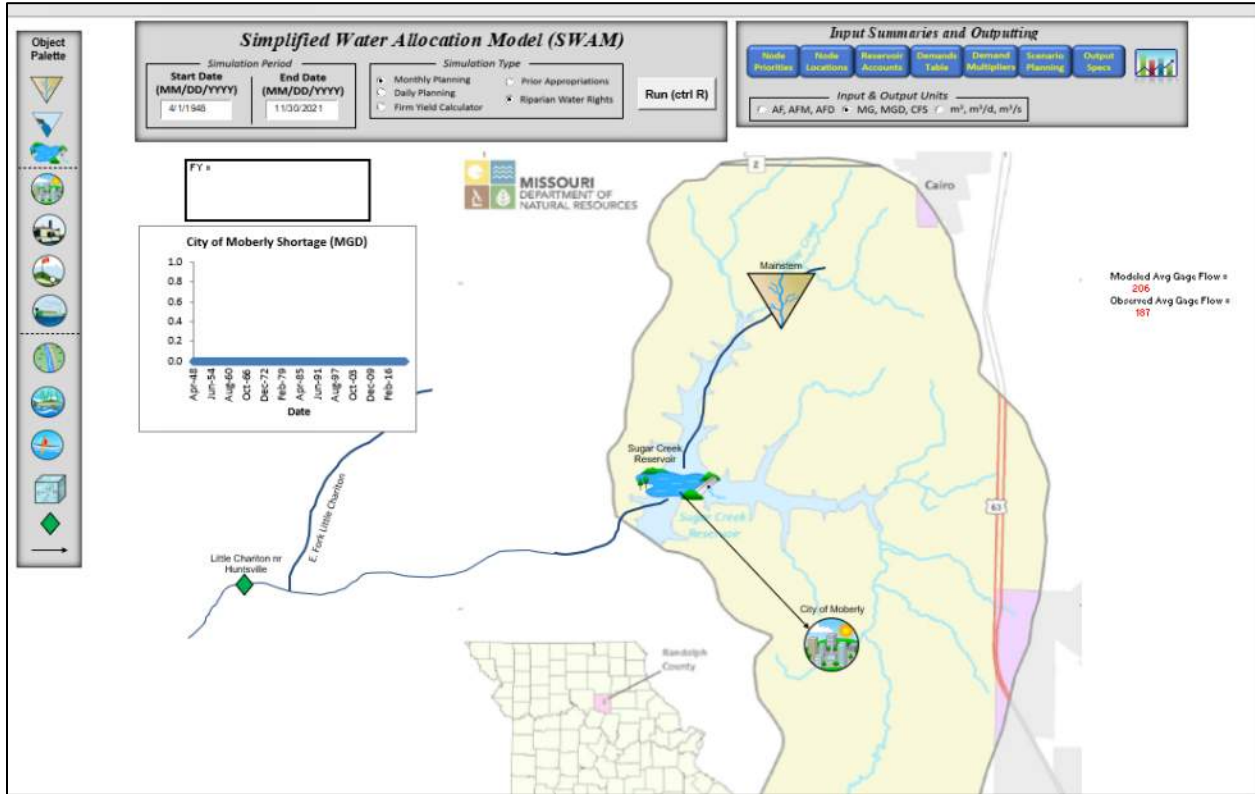 Object
Palette
Simplified Water Allocation Model (SWAM)
Simulation Period
Start Date
(MM/DD/YYYY)
4/1/1948
End Date
(MM/DD/YYYY)
11/30/2021
Simulation Type
Monthly Planning
Daily Planning
Firm Yield Calculator
Prior Appropriations
Riparian Water Rights
Run (ctrl R)
Input Summaries and Outputting
Node
Priorities
Node
Locations
Reservoir
Accounts
Demands
Table
Demand
Multipliers
Scenario
Planning
Output
Specs
Input & Output Units
AF, AFM, AFD
MG, MGD, CFS
m³, m³/d, m³/s
FY =
MISSOURI
DEPARTMENT OF
NATURAL RESOURCES
2
Cairo
City of Moberly Shortage (MGD)
1.0
0.8
0.6
0.4
0.2
0.0
Apr-48
Jun-54
Aug-60
Oct-66
Dec-72
Feb-79
Apr-85
Jun-91
Aug-97
Oct-03
Dec-09
Feb-16
Date
Mainstem
Modeled Avg Gage Flow =
206
Observed Avg Gage Flow =
187
Sugar Creek
Reservoir
Sugar Creek
Reservoir
63
E. Fork Little Chariton
Little Chariton nr
Huntsville
City of Moberly
Randolph
County